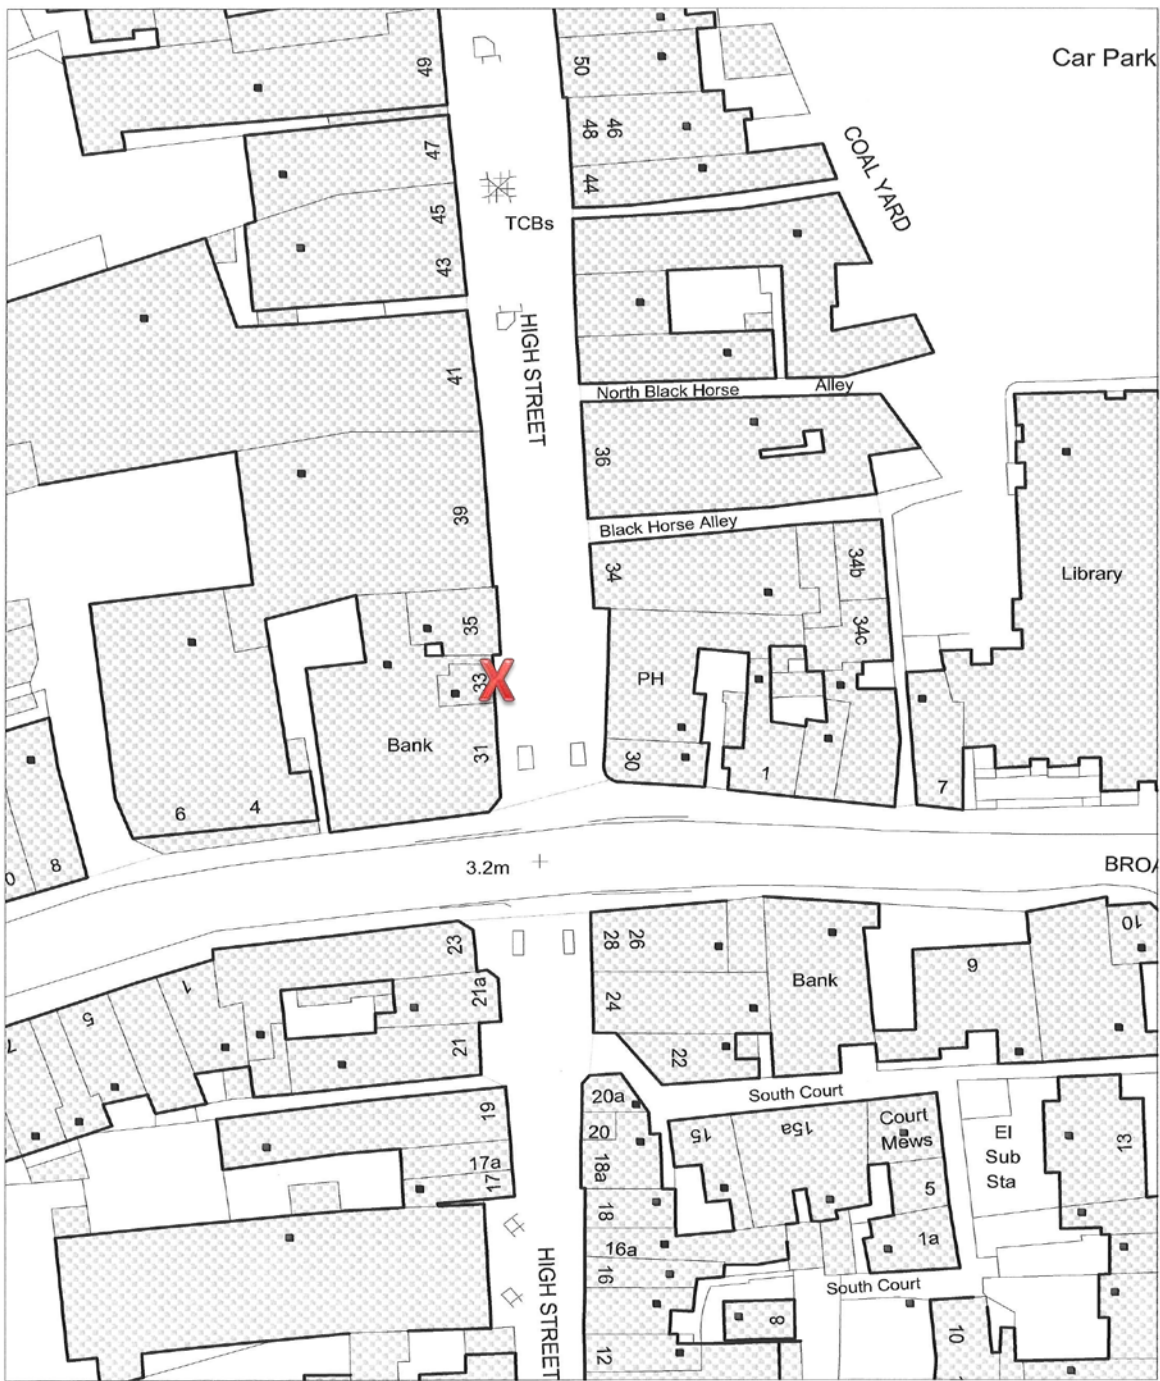 Car Park
49
50
48
46
47
44
COAL YARD
45
TCBs
43
HIGH STREET
41
North Black Horse Alley
36
39
Black Horse Alley
34
34b
Library
35
34c
33
X
PH
Bank
31
30
1
7
6
4
8
0
3.2m
BROA
23
28
26
10
9
Bank
1
21a
24
5
7
21
22
South Court
19
20a
20
15
15a
Court
Mews
El
Sub
Sta
13
17a
17
18a
5
18
16a
1a
16
South Court
HIGH STREET
8
10
12